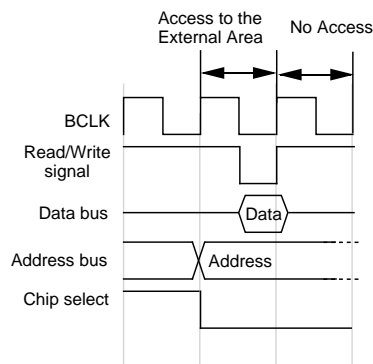 Access to the
External Area
No Access
BCLK
Read/Write
signal
Data bus
Data
Address bus
Address
Chip select